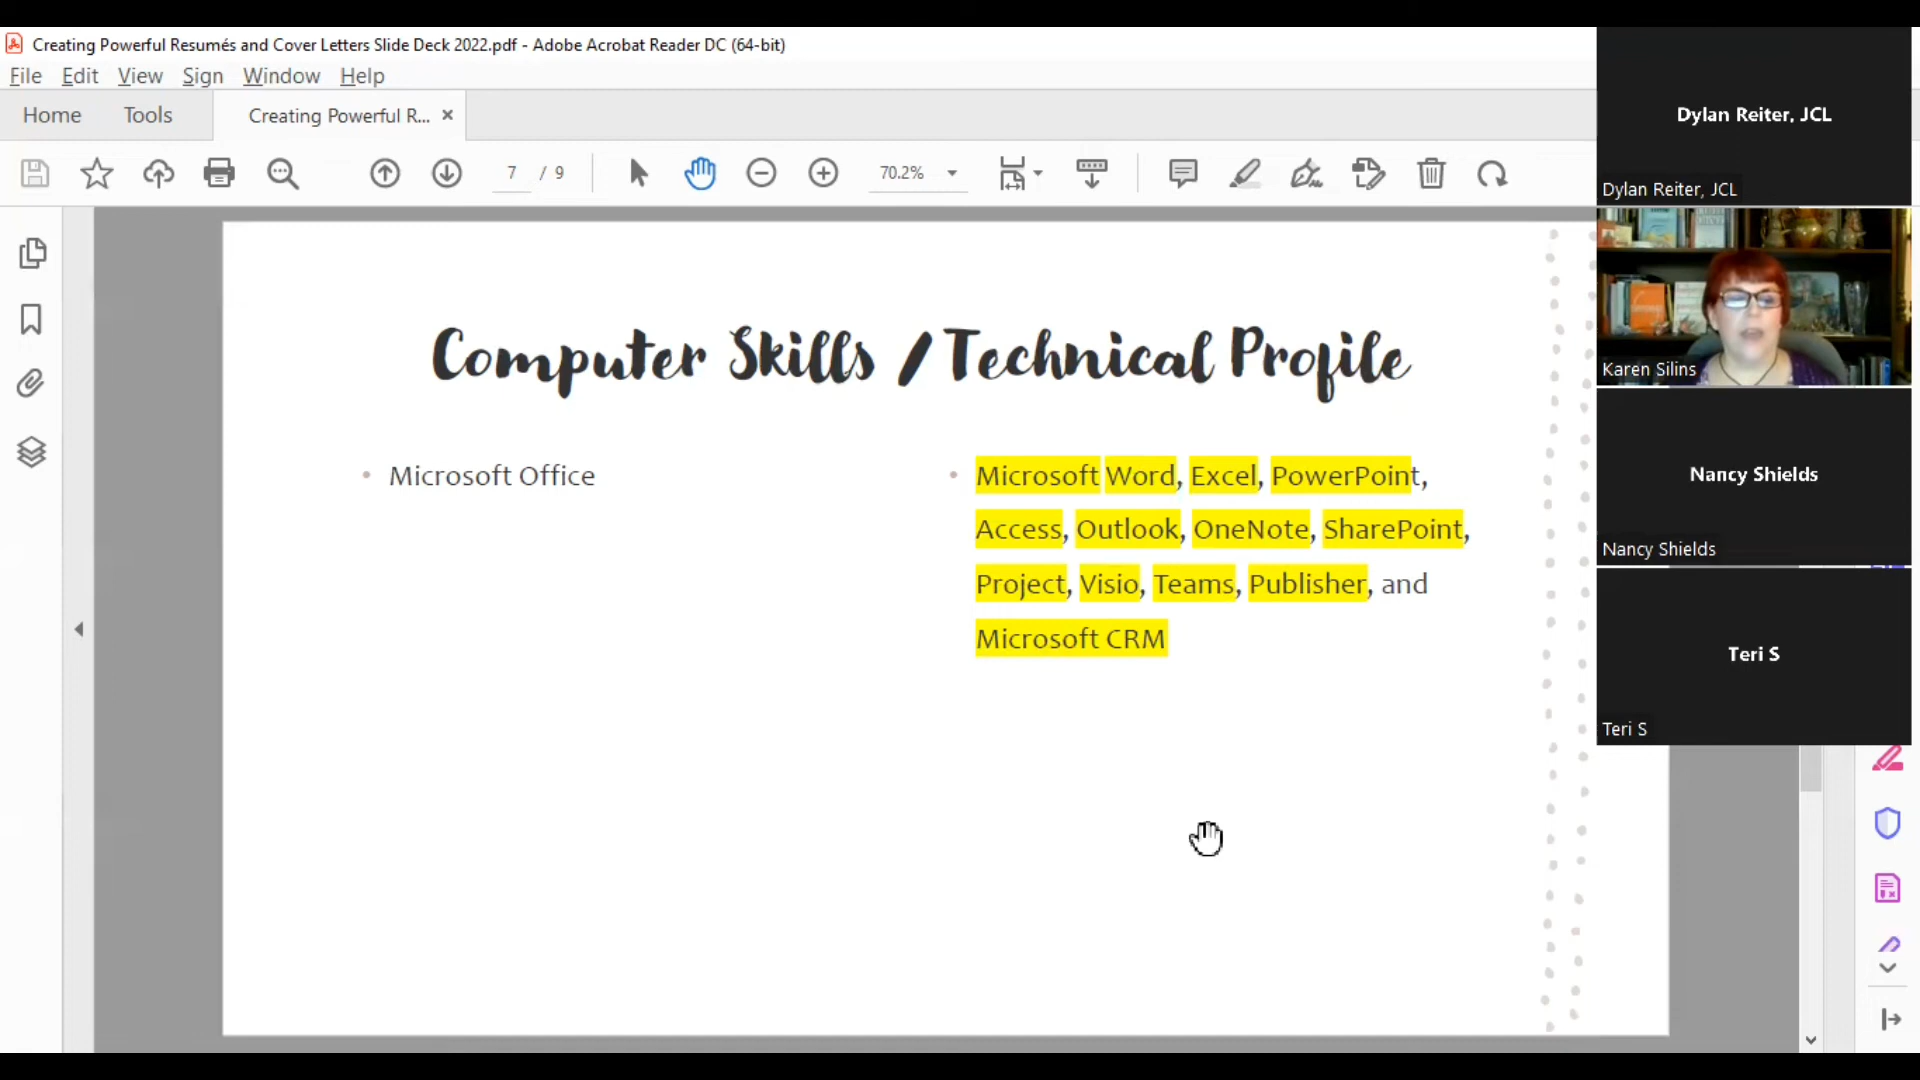 Creating Powerful Resumés and Cover Letters Slide Deck 2022.pdf - Adobe Acrobat Reader DC (64-bit)
File Edit View Sign Window Help
Home Tools Creating Powerful R... ×
7 / 9 70.2%
Computer Skills / Technical Profile
• Microsoft Office
• Microsoft Word, Excel, PowerPoint,
Access, Outlook, OneNote, SharePoint,
Project, Visio, Teams, Publisher, and
Microsoft CRM
Dylan Reiter, JCL
Dylan Reiter, JCL
Karen Silins
Nancy Shields
Nancy Shields
Teri S
Teri S